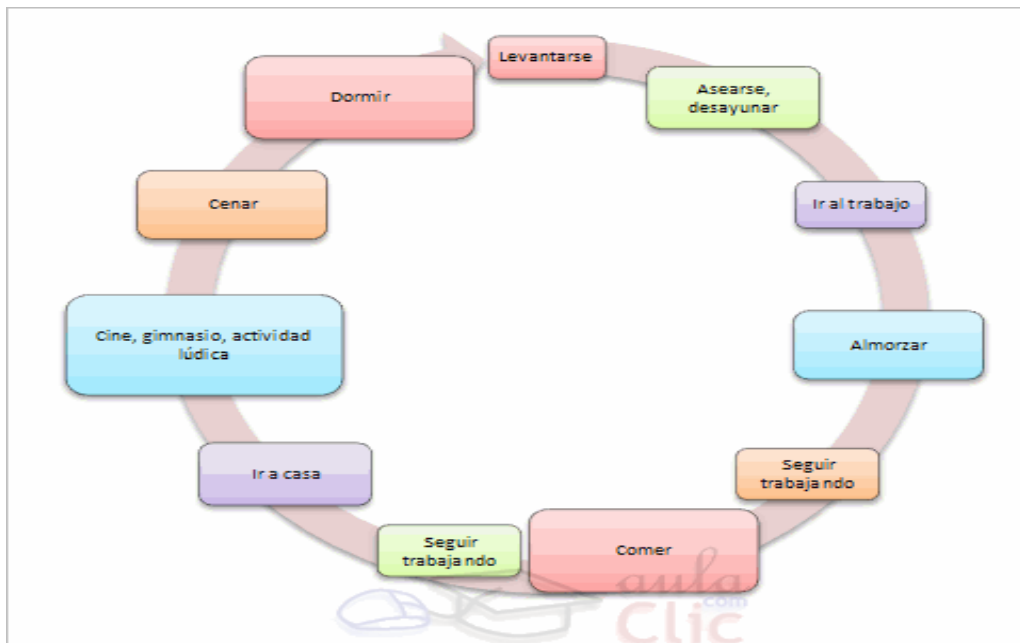 Levantarse
Asearse,
desayunar
Ir al trabajo
Almorzar
Seguir
trabajando
Comer
Seguir
trabajando
Ir a casa
Cine, gimnasio, actividad
lúdica
Cenar
Dormir
aula
.com
Clic